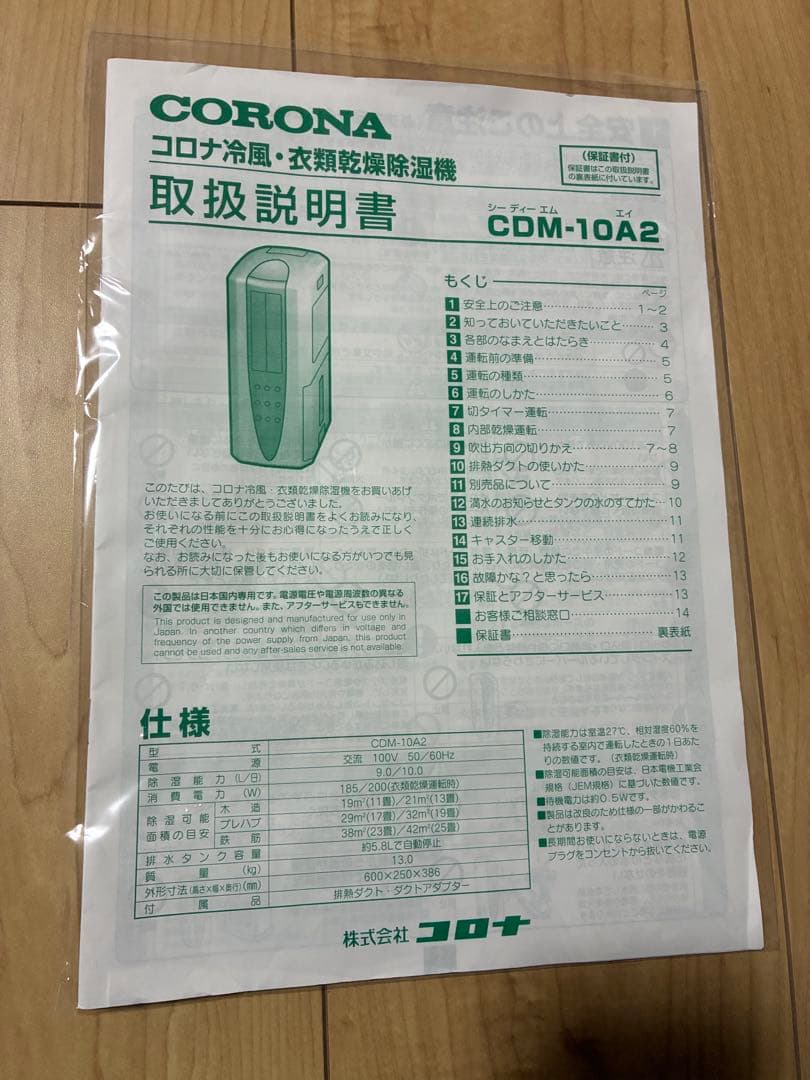 CORONA
コロナ冷風・衣類乾燥除湿機
取扱説明書
(保証書付)
保証書はこの取扱説明書
の裏表紙に付いています。
シー ディー エム エイ
CDM-10A2
もくじ
ページ
1 安全上のご注意……………………1~2
2 知っておいていただきたいこと………3
3 各部のなまえとはたらき………………4
4 運転前の準備……………………………5
5 運転の種類………………………………5
6 運転のしかた……………………………6
7 切タイマー運転…………………………7
8 内部乾燥運転……………………………7
9 吹出方向の切りかえ………………7~8
10 排熱ダクトの使いかた…………………9
11 別売品について…………………………9
12 満水のお知らせとタンクの水のすてかた…10
13 連続排水…………………………………11
14 キャスター移動…………………………11
15 お手入れのしかた………………………12
16 故障かな?と思ったら…………………13
17 保証とアフターサービス………………13
お客様ご相談窓口………………………14
保証書………………………………裏表紙
このたびは、コロナ冷風・衣類乾燥除湿機をお買いあげ
いただきましてありがとうございました。
お使いになる前にこの取扱説明書をよくお読みになり、
それぞれの性能を十分にお心得になったうえで正しく
ご使用ください。
なお、お読みになった後もお使いになる方がいつでも見
られる所に大切に保管してください。
この製品は日本国内専用です。電源電圧や電源周波数の異なる
外国では使用できません。また、アフターサービスもできません。
This product is designed and manufactured for use only in
Japan. In another country which differs in voltage and
frequency of the power supply from Japan, this product
cannot be used and any after-sales service is not available.
仕様
型式 CDM-10A2
電源 交流 100V 50/60Hz
除湿能力(L/日) 9.0/10.0
消費電力(W) 185/200(衣類乾燥運転時)
除湿可能面積の目安 木造 19m²(11畳)/21m²(13畳)
プレハブ 29m²(17畳)/32m²(19畳)
鉄筋 38m²(23畳)/42m²(25畳)
排水タンク容量 約5.8Lで自動停止
質量(kg) 13.0
外形寸法(高さ×幅×奥行)(mm) 600×250×386
付属品 排熱ダクト・ダクトアダプター
■除湿能力は室温27℃、相対湿度60%を
持続する室内で運転したときの1日あた
りの数値です。(衣類乾燥運転時)
■除湿可能面積の目安は、日本電機工業会
規格(JEM規格)に基づいた数値です。
■待機電力は約0.5Wです。
■製品は改良のため仕様の一部がかわるこ
とがあります。
■長期間お使いにならないときは、電源
プラグをコンセントから抜いてください。
株式会社 コロナ